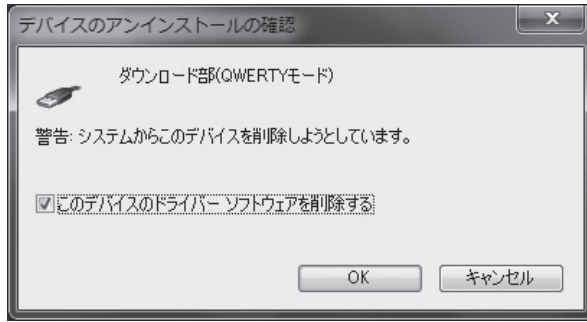 デバイスのアンインストールの確認
ダウンロード部(QWERTYモード)
警告: システムからこのデバイスを削除しようとしています。
このデバイスのドライバー ソフトウェアを削除する
OK
キャンセル